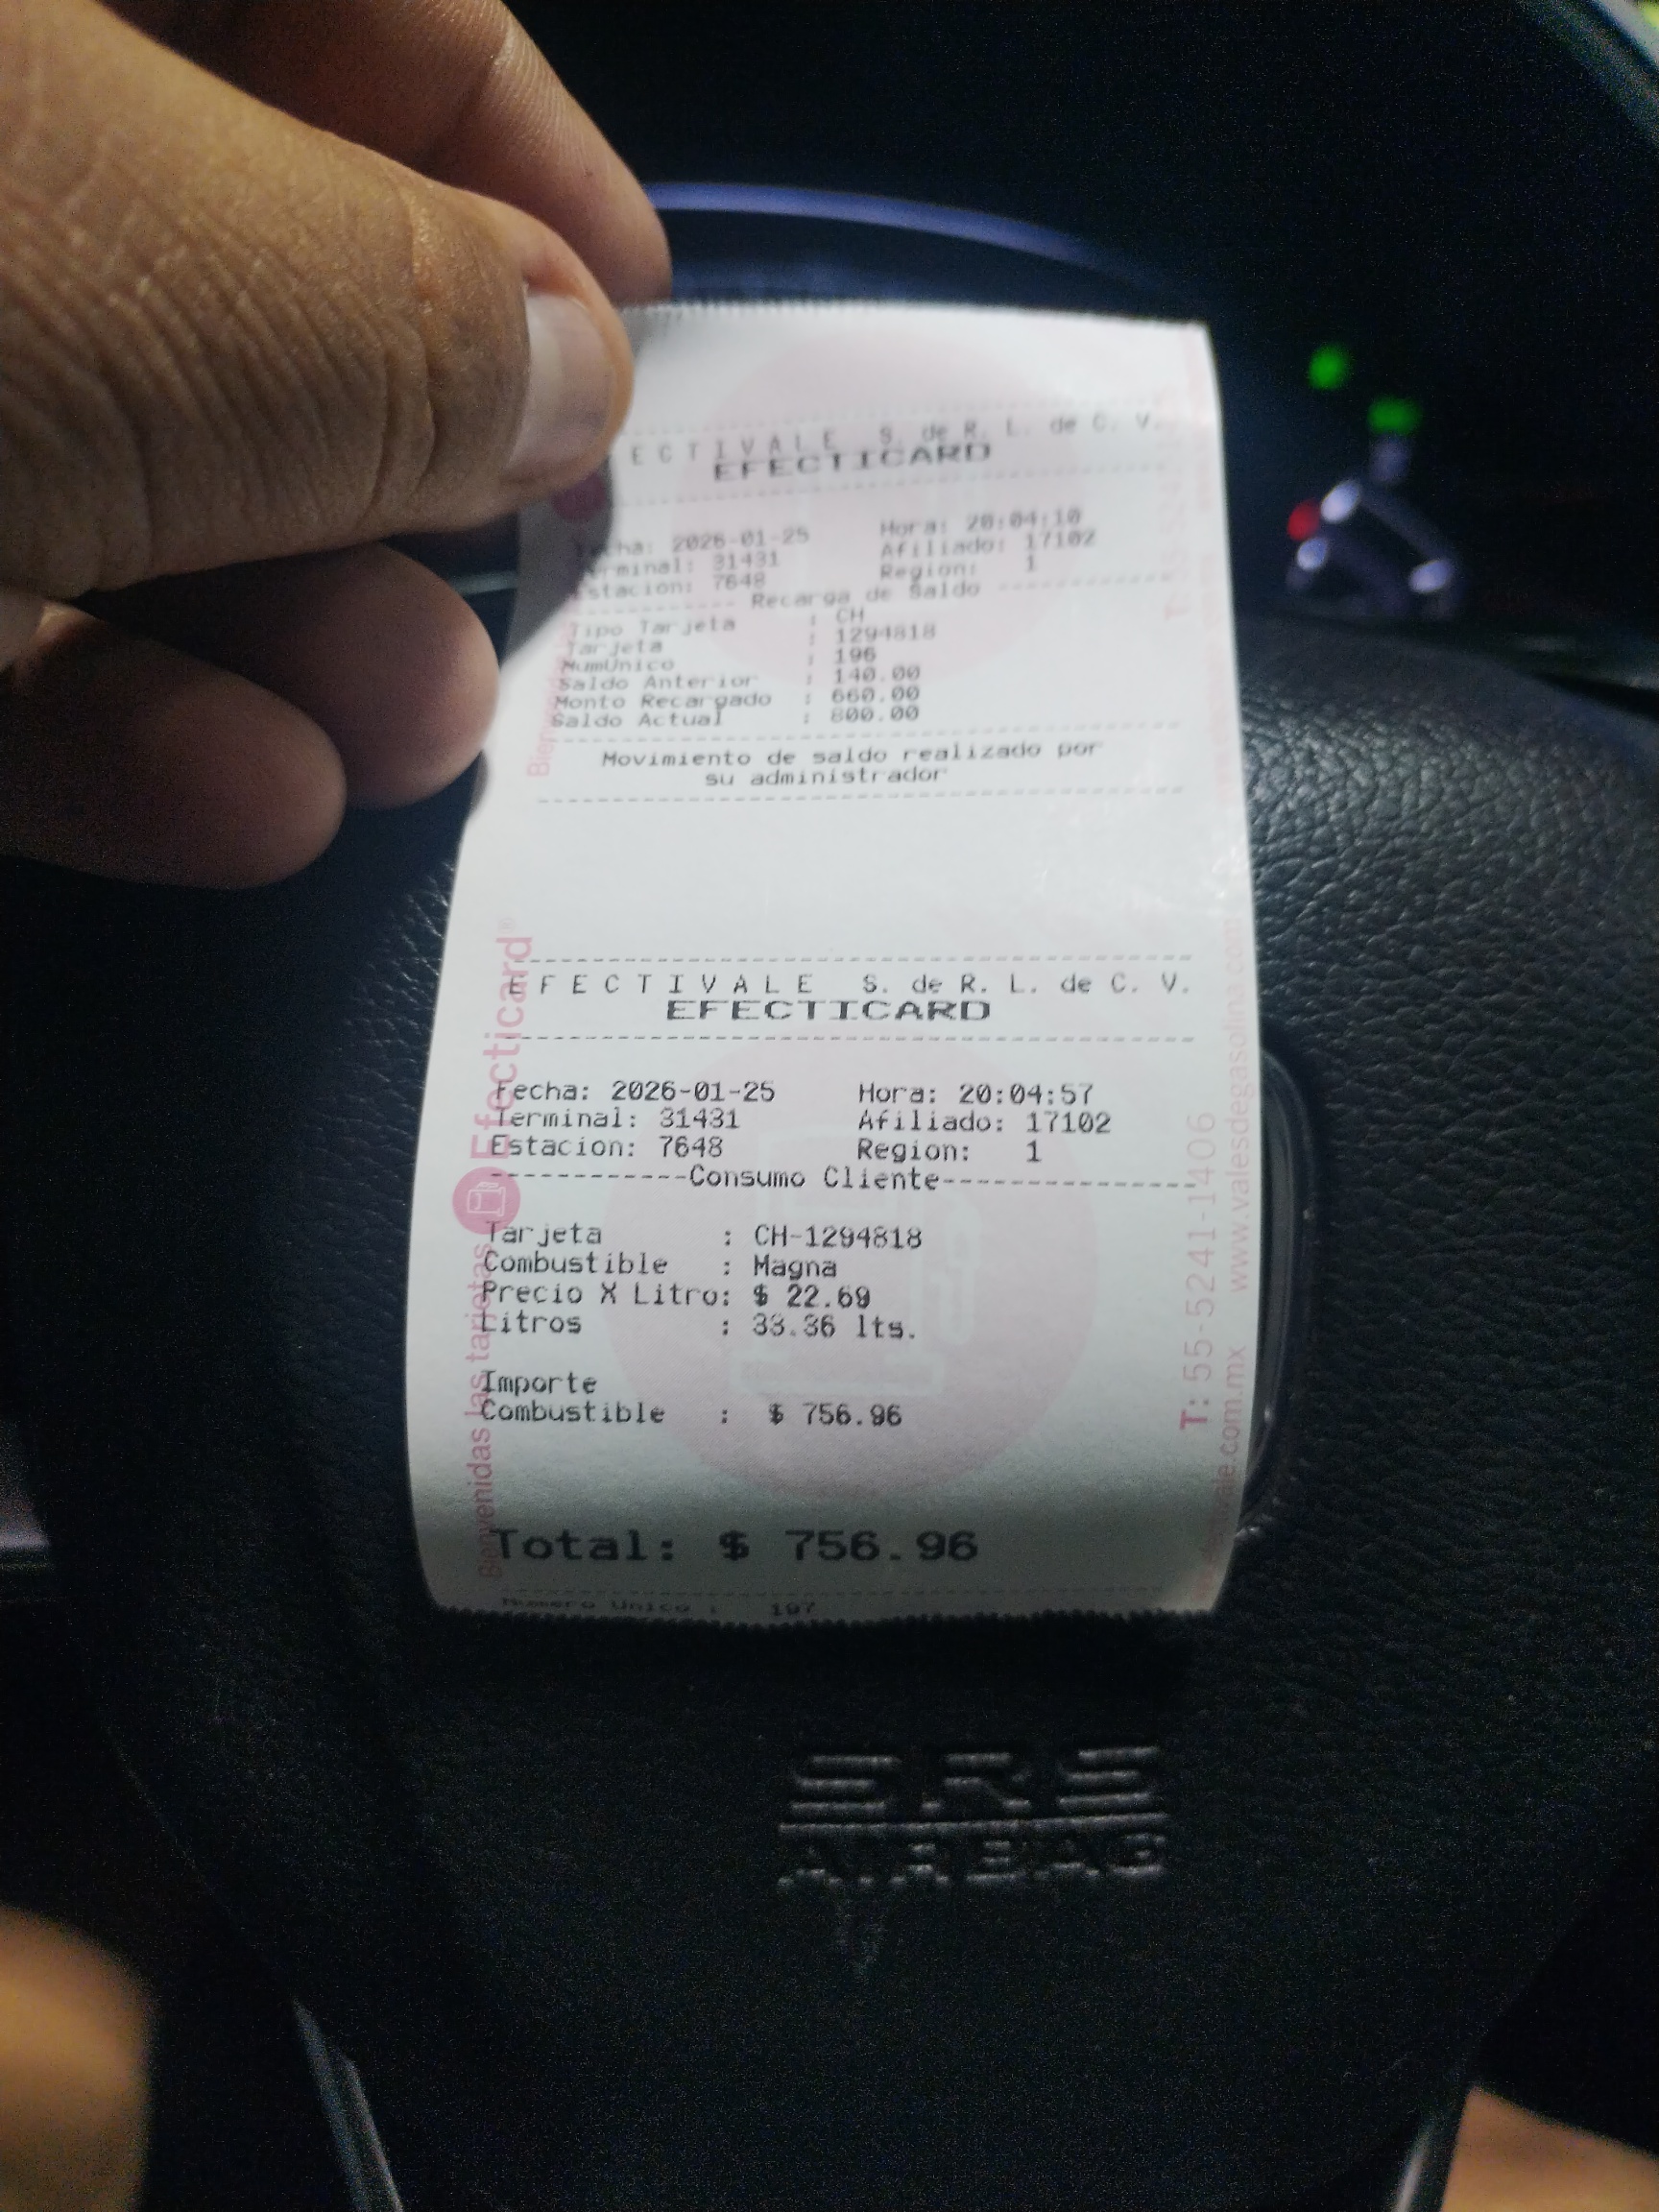 ECTIVALE S. de R. L. de C. V.
EFECTICARD
cha: 2026-01-25 Hora: 20:04:10
rminal: 31431 Afiliado: 17102
stacion: 7648 Region: 1
----------- Recarga de Saldo ---------------
Tipo Tarjeta : CH
Tarjeta : 1294818
NumUnico : 196
Saldo Anterior : 140.00
Monto Recargado : 660.00
Saldo Actual : 800.00
Movimiento de saldo realizado por
su administrador
EFECTIVALE S. de R. L. de C. V.
EFECTICARD
Fecha: 2026-01-25 Hora: 20:04:57
Terminal: 31431 Afiliado: 17102
Estacion: 7648 Region: 1
------------Consumo Cliente---------------
Tarjeta : CH-1294818
Combustible : Magna
Precio X Litro: $ 22.69
Litros : 33.36 lts.
Importe
Combustible : $ 756.96
Total: $ 756.96
Numero Unico : 197
Bienvenidas las tarjetas Efecticard®
T: 55-5241-1406
www.valesdegasolina.com
SRS
AIRBAG